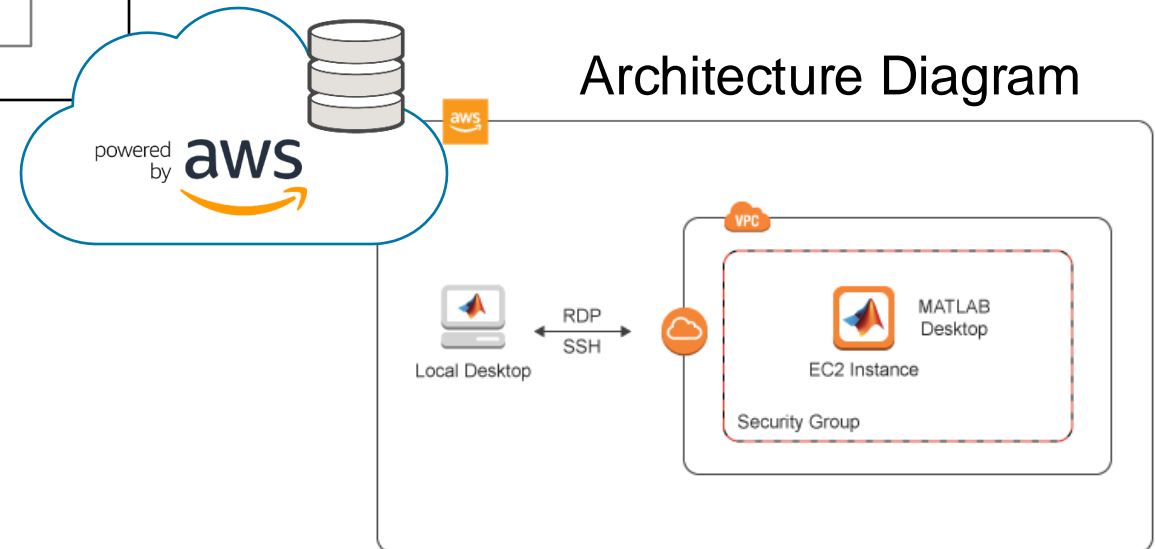 Architecture Diagram
powered
by
aws
aws
VPC
RDP
SSH
Local Desktop
MATLAB
Desktop
EC2 Instance
Security Group